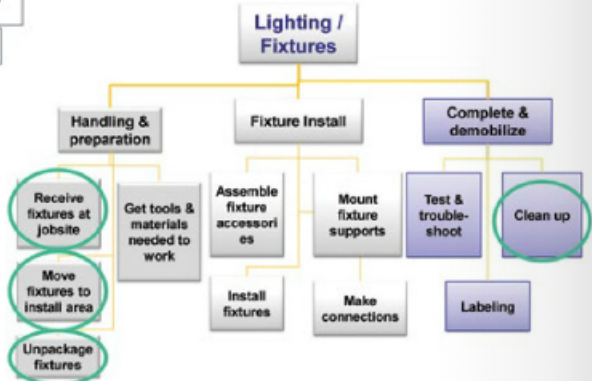 Lighting /
Fixtures
Handling &
preparation
Fixture Install
Complete &
demobilize
Receive
fixtures at
jobsite
Get tools &
materials
needed to
work
Assemble
fixture
accessori
es
Mount
fixture
supports
Test &
trouble-
shoot
Clean up
Move
fixtures to
install area
Install
fixtures
Make
connections
Labeling
Unpackage
fixtures